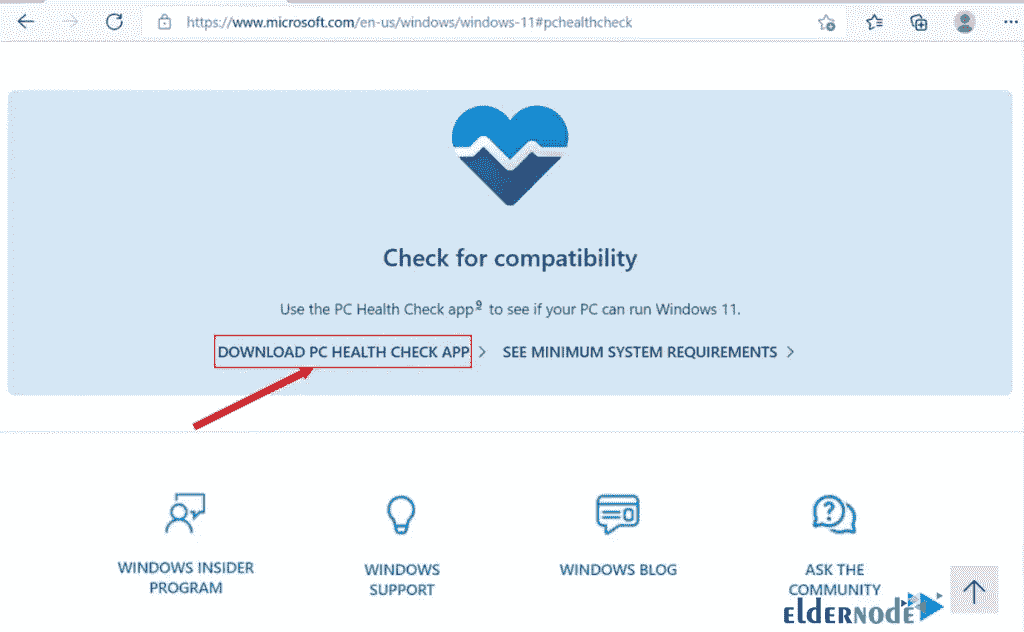 https://www.microsoft.com/en-us/windows/windows-11#pchealthcheck
Check for compatibility
Use the PC Health Check app⁹ to see if your PC can run Windows 11.
DOWNLOAD PC HEALTH CHECK APP > SEE MINIMUM SYSTEM REQUIREMENTS >
WINDOWS INSIDER
PROGRAM
WINDOWS
SUPPORT
WINDOWS BLOG
ASK THE
COMMUNITY
ELDERNODE